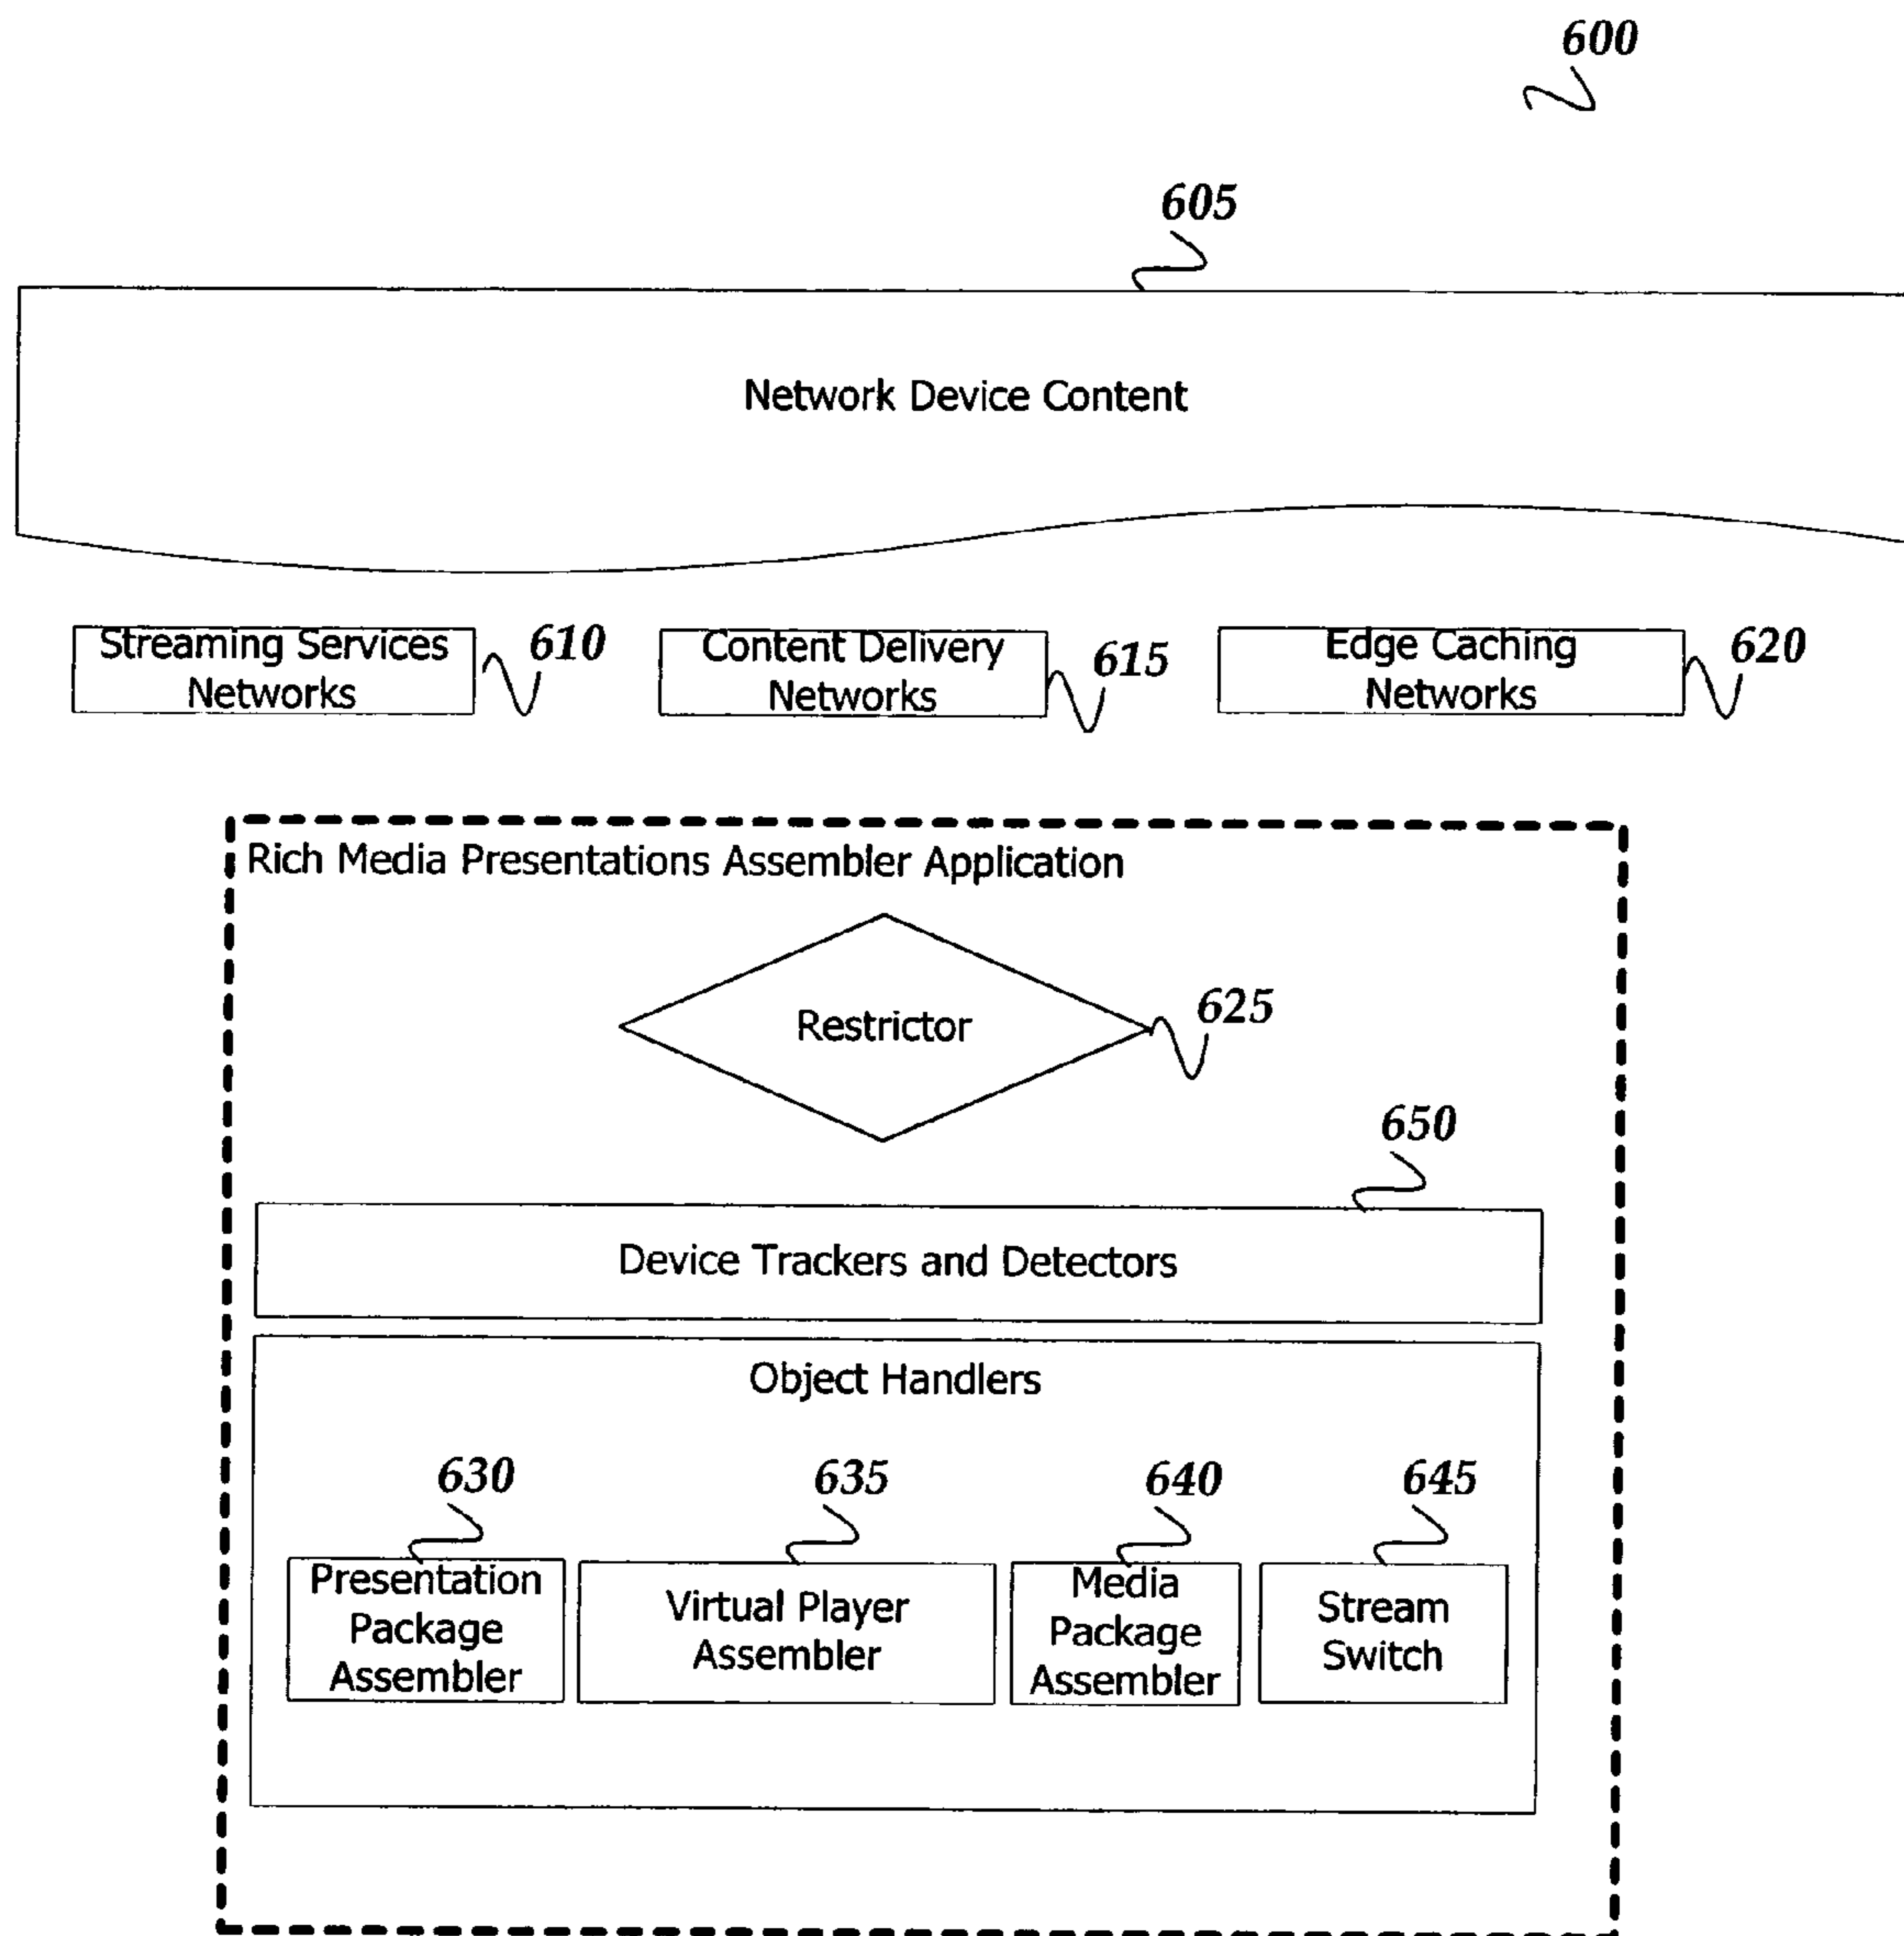 600
605
Network Device Content
Streaming Services
Networks
610
Content Delivery
Networks
615
Edge Caching
Networks
620
Rich Media Presentations Assembler Application
Restrictor
625
650
Device Trackers and Detectors
Object Handlers
630
Presentation
Package
Assembler
635
Virtual Player
Assembler
640
Media
Package
Assembler
645
Stream
Switch